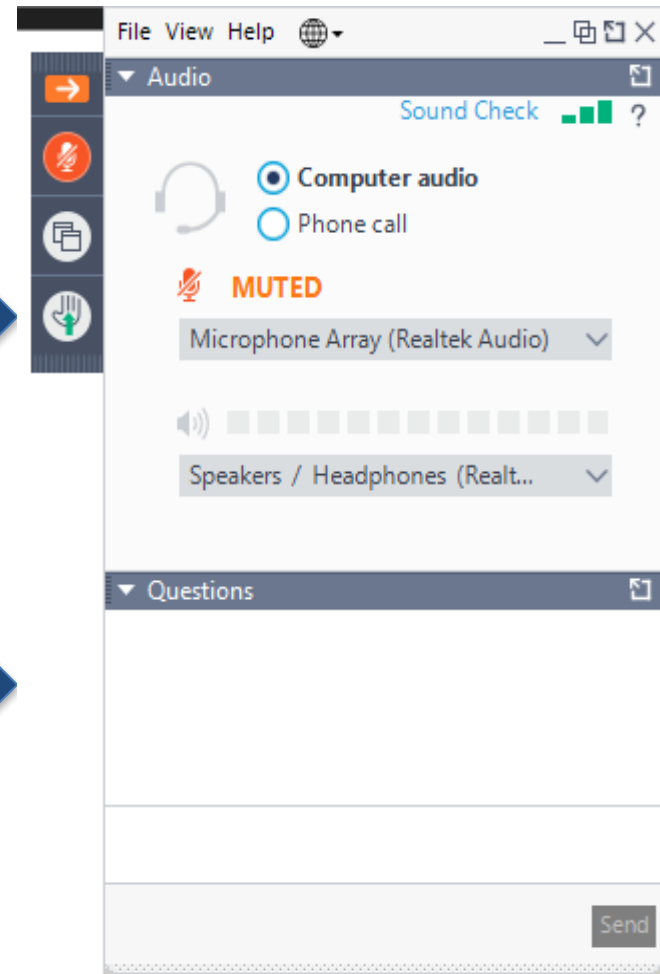 File View Help
Audio
Sound Check ?
Computer audio
Phone call
MUTED
Microphone Array (Realtek Audio)
Speakers / Headphones (Realt...
Questions
Send